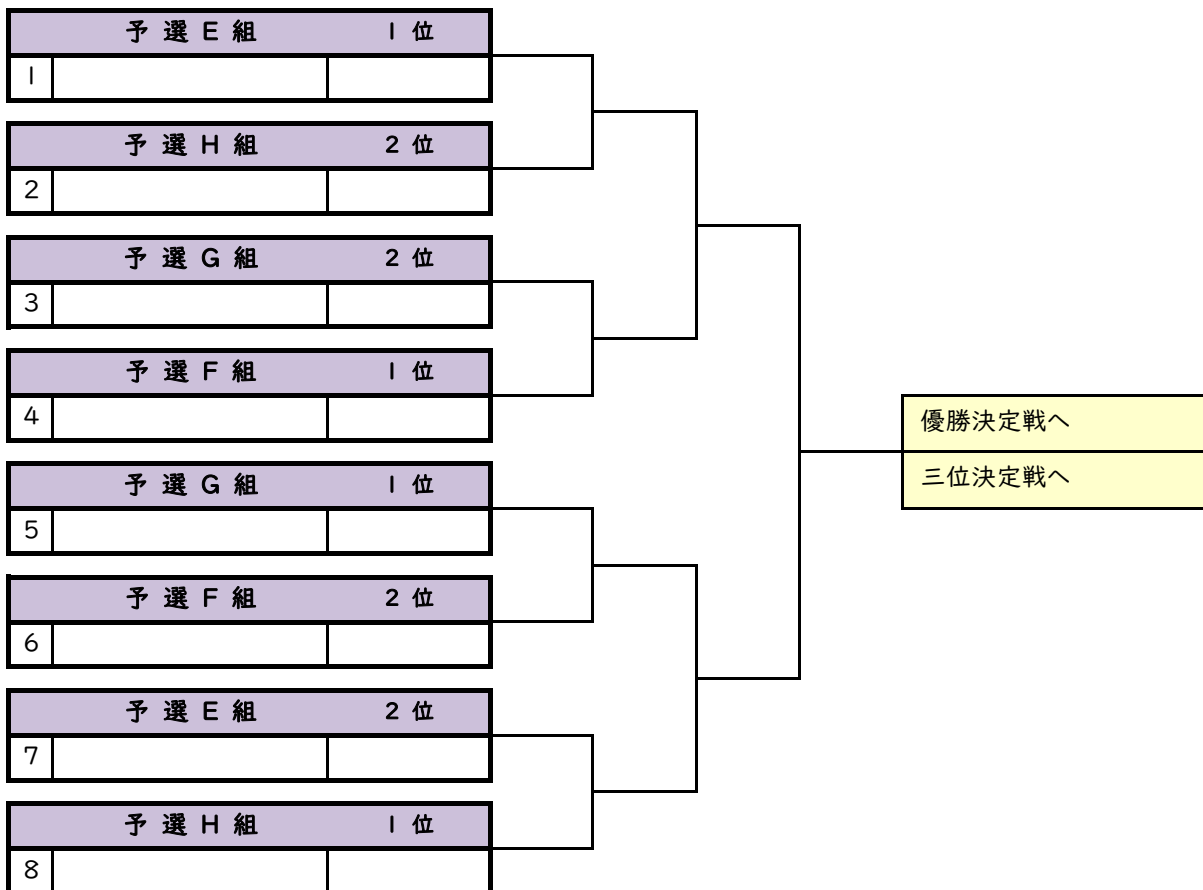 予選E組 1位
1
予選H組 2位
2
予選G組 2位
3
予選F組 1位
4
優勝決定戦へ
三位決定戦へ
予選G組 1位
5
予選F組 2位
6
予選E組 2位
7
予選H組 1位
8